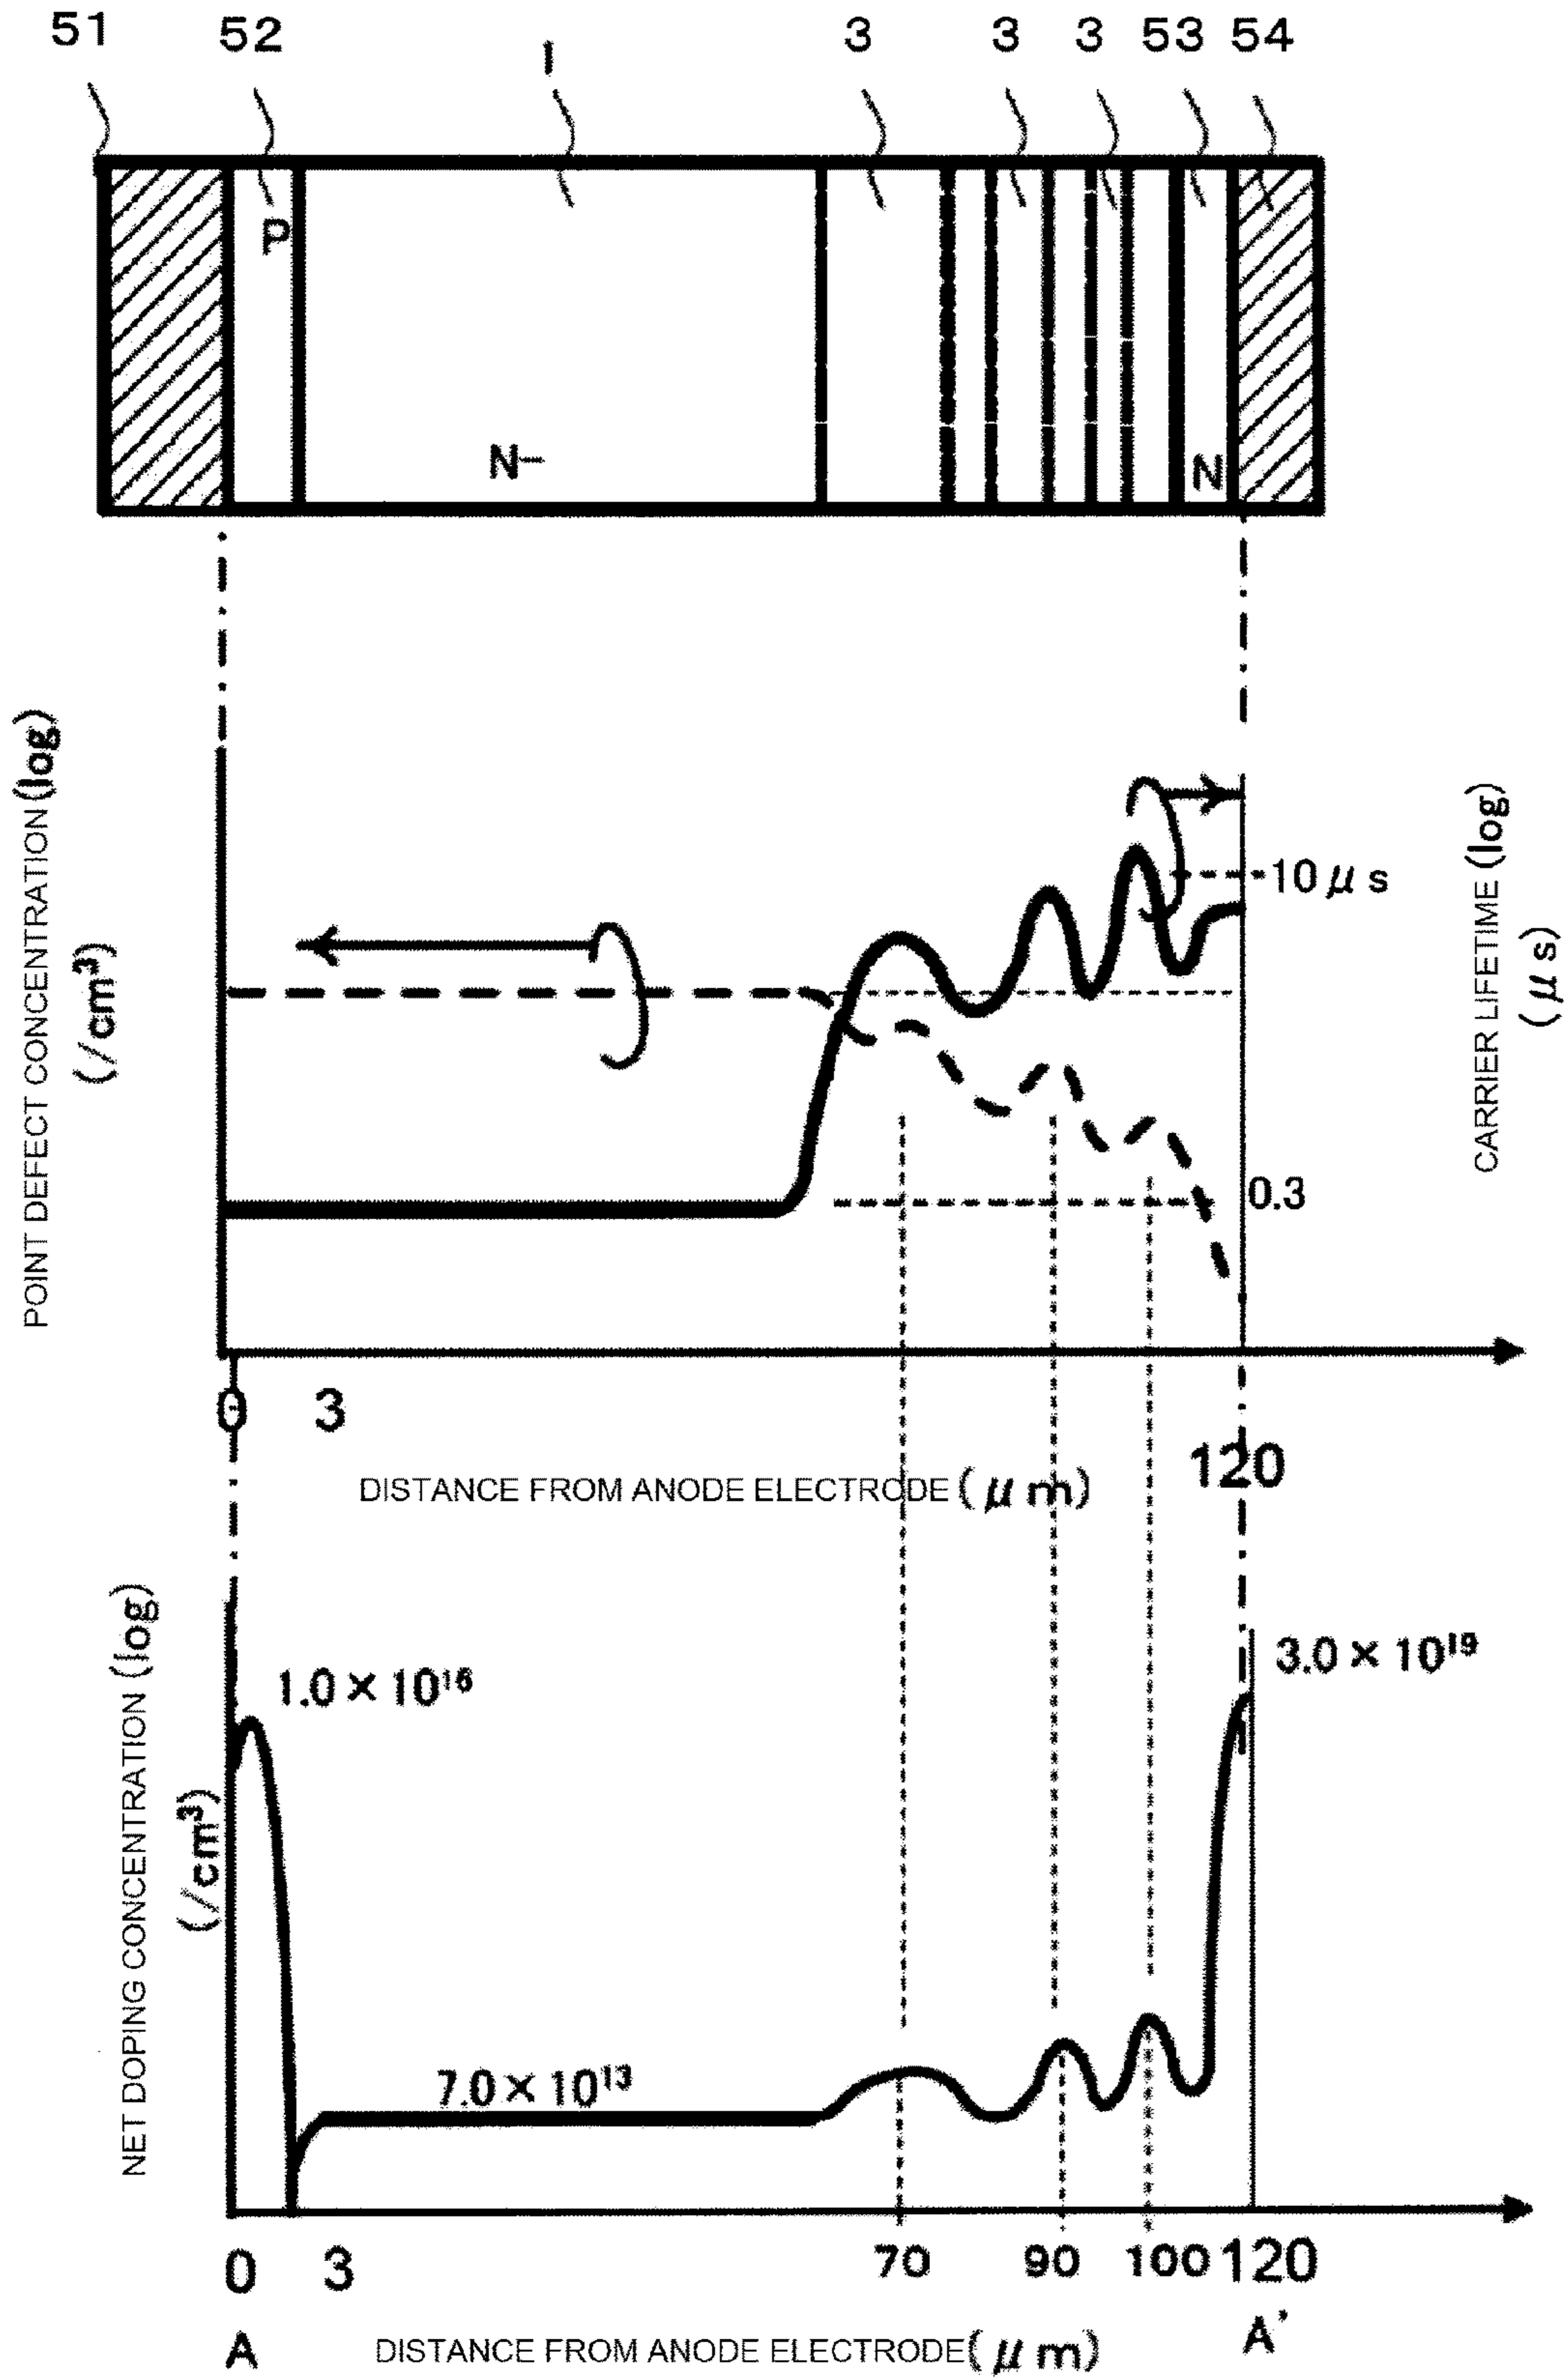 51 52 1 3 3 3 53 54
P
N−
N
POINT DEFECT CONCENTRATION (log)
(/cm³)
CARRIER LIFETIME (log)
(μs)
10μs
0.3
0 3
120
DISTANCE FROM ANODE ELECTRODE (μm)
NET DOPING CONCENTRATION (log)
(/cm³)
1.0×10¹⁶
3.0×10¹⁹
7.0×10¹³
0 3 70 90 100 120
A A'
DISTANCE FROM ANODE ELECTRODE (μm)